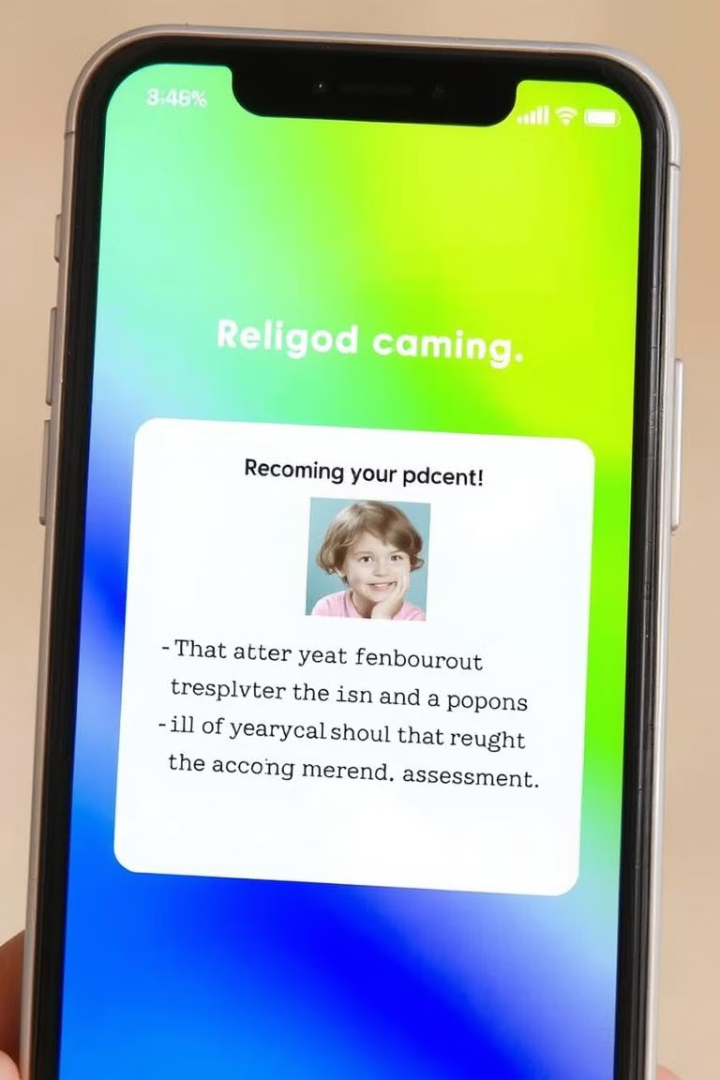 3:46%
Religod caming.
Recoming your pdcent!
- That atter yeat fenbourout
tresplvter the isn and a popons
- ill of yearycal shoul that reught
the accoing merend. assessment.